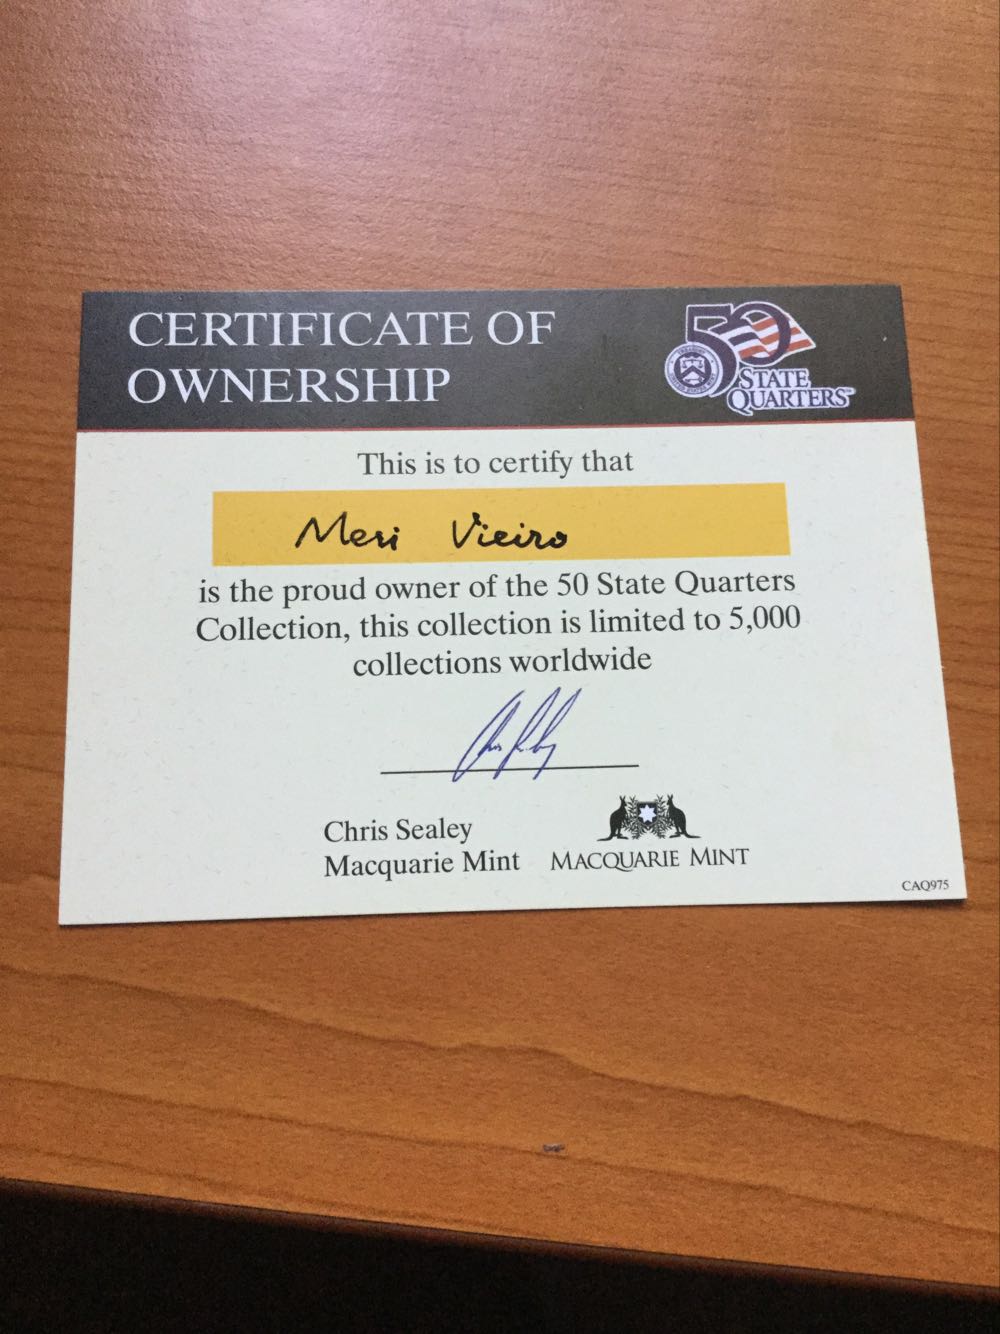 CERTIFICATE OF
OWNERSHIP
50
STATE
QUARTERS™
This is to certify that
Meri Vieiro
is the proud owner of the 50 State Quarters
Collection, this collection is limited to 5,000
collections worldwide
Chris Sealey
Macquarie Mint
MACQUARIE MINT
CAQ975